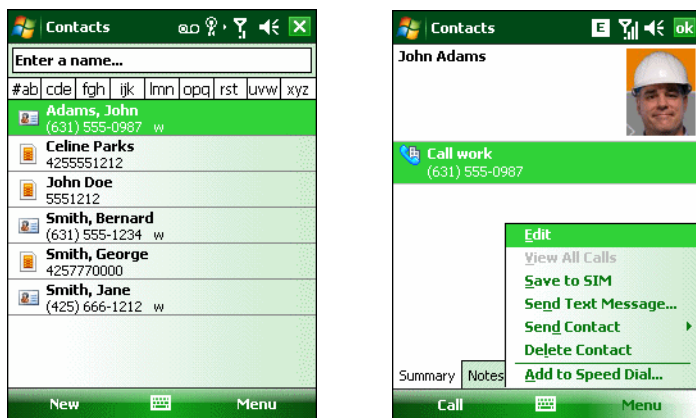 Contacts
Enter a name...
#ab cde fgh ijk lmn opq rst uvw xyz
Adams, John
(631) 555-0987 w
Celine Parks
4255551212
John Doe
5551212
Smith, Bernard
(631) 555-1234 w
Smith, George
4257770000
Smith, Jane
(425) 666-1212 w
New Menu
Contacts E ok
John Adams
Call work
(631) 555-0987
Edit
View All Calls
Save to SIM
Send Text Message...
Send Contact
Delete Contact
Add to Speed Dial...
Summary Notes
Call Menu